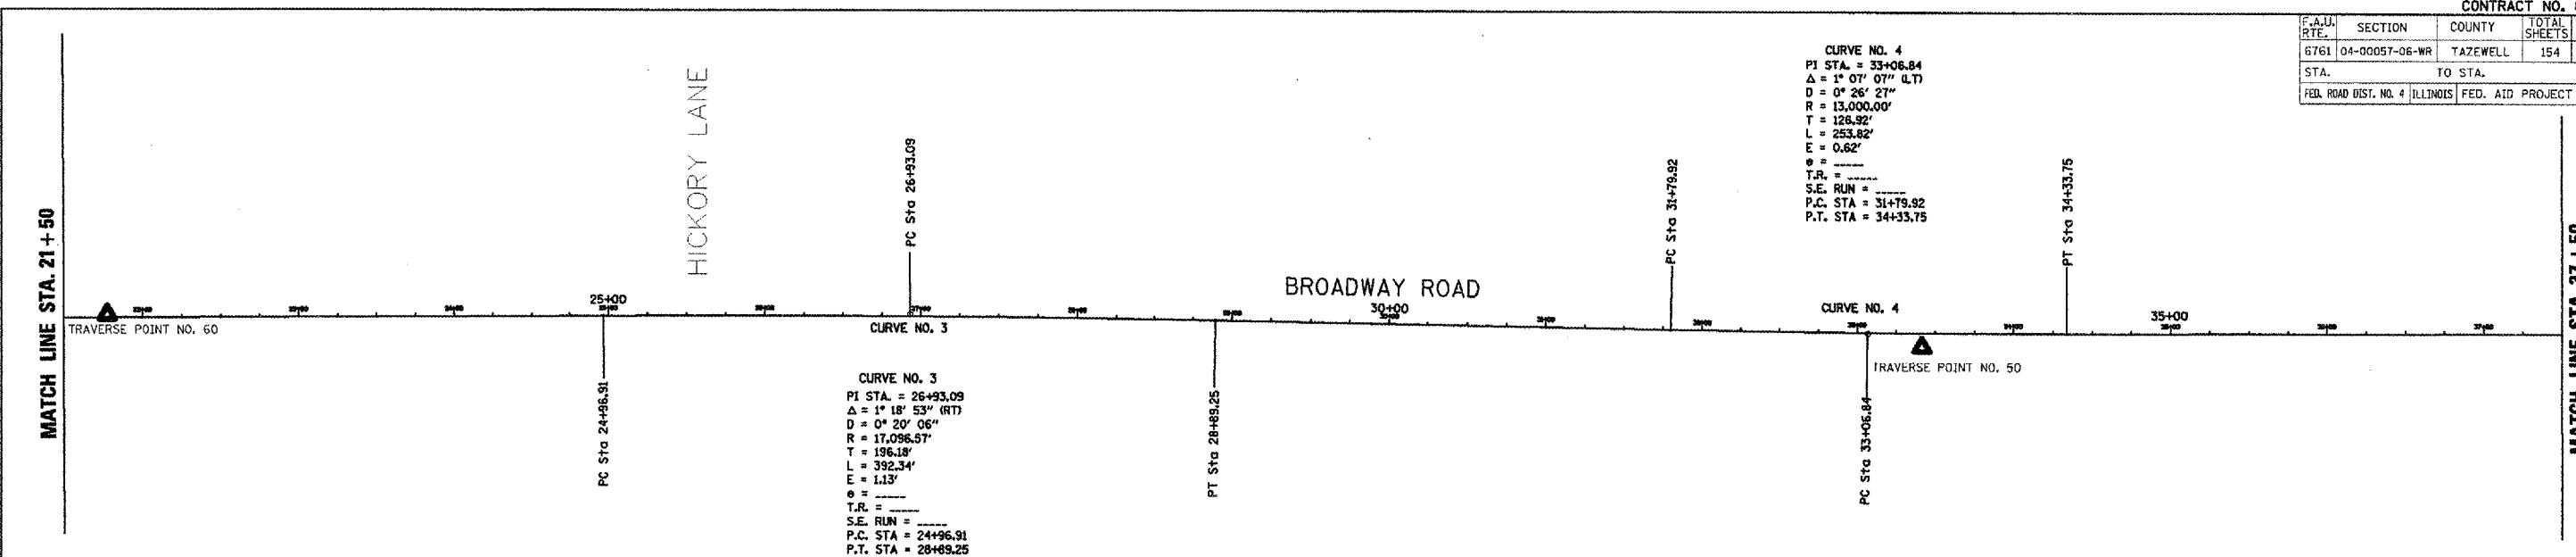 CONTRACT NO.
F.A.U. RTE. SECTION COUNTY TOTAL SHEETS
6761 04-00057-06-WR TAZEWELL 154
STA. TO STA.
FED. ROAD DIST. NO. 4 ILLINOIS FED. AID PROJECT
CURVE NO. 4
PI STA. = 33+06.84
Δ = 1° 07' 07" (LT)
D = 0° 26' 27"
R = 13,000.00'
T = 126.92'
L = 253.82'
E = 0.62'
e = _____
T.R. = _____
S.E. RUN = _____
P.C. STA = 31+79.92
P.T. STA = 34+33.75
HICKORY LANE
PC Sta 26+93.09
PC Sta 31+79.92
PT Sta 34+33.75
MATCH LINE STA. 21+50
BROADWAY ROAD
25+00
27+00
30+00
CURVE NO. 4
35+00
TRAVERSE POINT NO. 60
CURVE NO. 3
TRAVERSE POINT NO. 50
PC Sta 24+96.91
PT Sta 28+89.25
PC Sta 33+06.84
CURVE NO. 3
PI STA. = 26+93.09
Δ = 1° 18' 53" (RT)
D = 0° 20' 06"
R = 17,096.57'
T = 196.18'
L = 392.34'
E = 1.13'
e = _____
T.R. = _____
S.E. RUN = _____
P.C. STA = 24+96.91
P.T. STA = 28+89.25